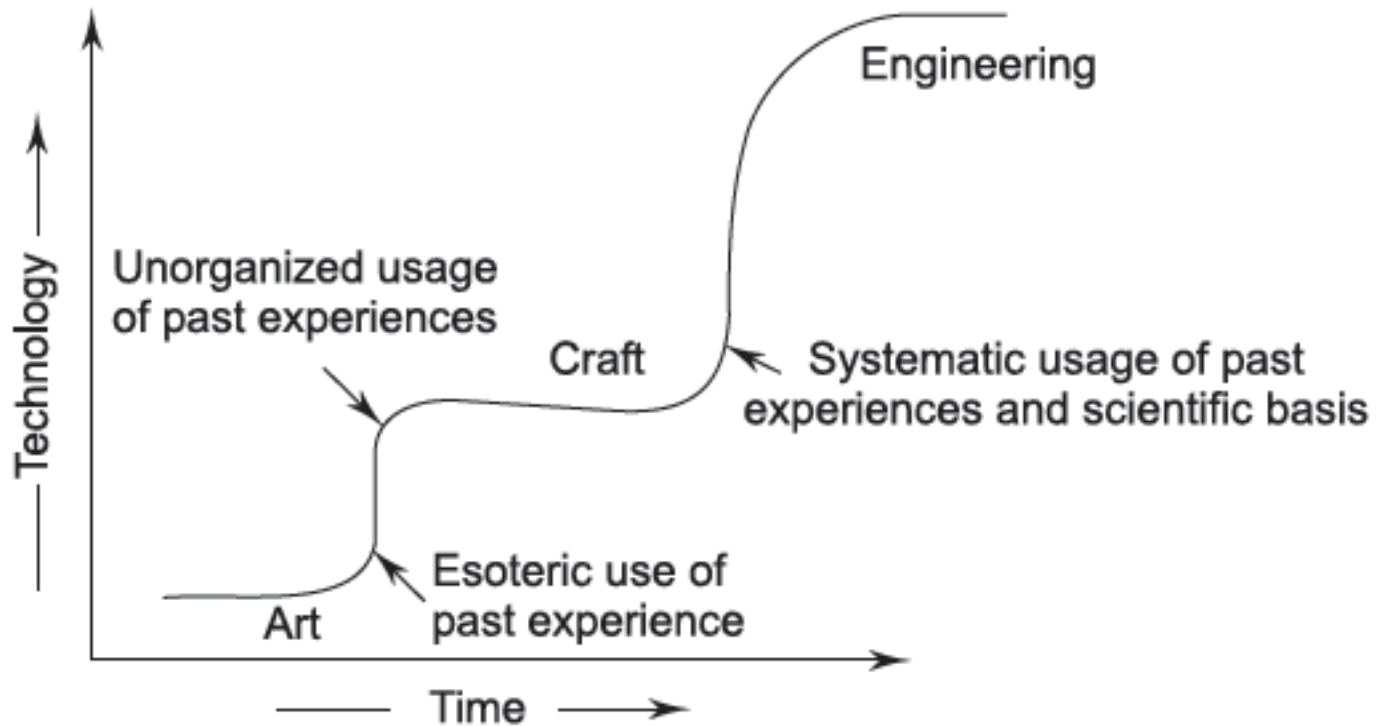 Engineering
Unorganized usage
of past experiences
Craft
Systematic usage of past
experiences and scientific basis
Technology
Esoteric use of
past experience
Art
Time